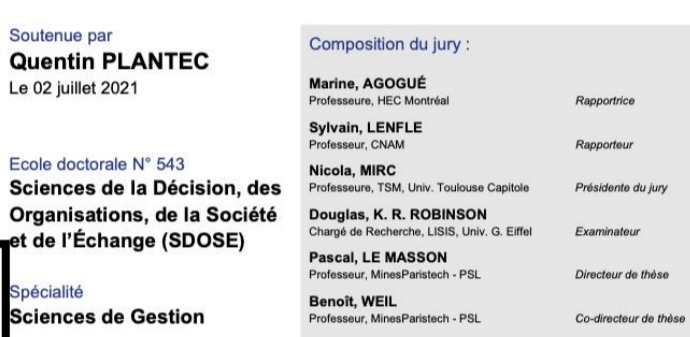 Soutenue par
Quentin PLANTEC
Le 02 juillet 2021
Ecole doctorale N° 543
Sciences de la Décision, des
Organisations, de la Société
et de l'Échange (SDOSE)
Spécialité
Sciences de Gestion
Composition du jury :
Marine, AGOGUÉ
Professeure, HEC Montréal Rapportrice
Sylvain, LENFLE
Professeur, CNAM Rapporteur
Nicola, MIRC
Professeure, TSM, Univ. Toulouse Capitole Présidente du jury
Douglas, K. R. ROBINSON
Chargé de Recherche, LISIS, Univ. G. Eiffel Examinateur
Pascal, LE MASSON
Professeur, MinesParistech - PSL Directeur de thèse
Benoît, WEIL
Professeur, MinesParistech - PSL Co-directeur de thèse